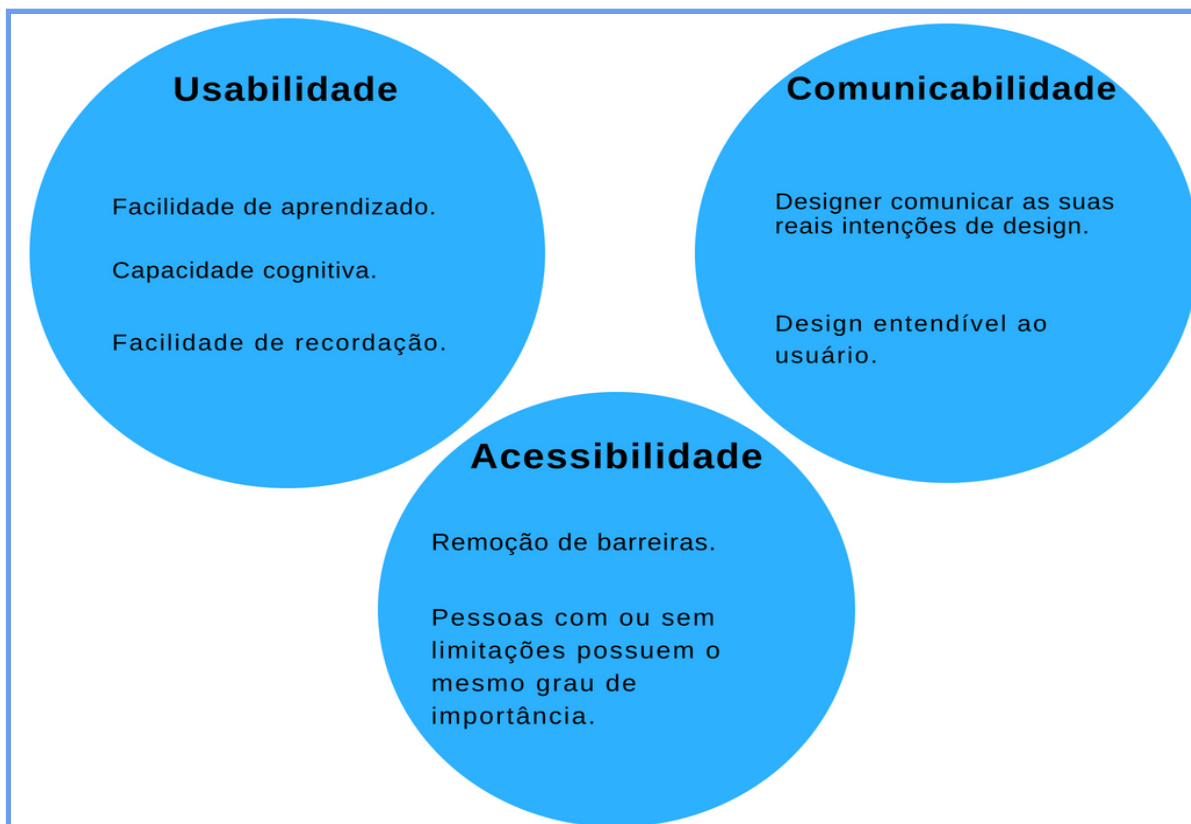 Usabilidade
Facilidade de aprendizado.
Capacidade cognitiva.
Facilidade de recordação.
Comunicabilidade
Designer comunicar as suas
reais intenções de design.
Design entendível ao
usuário.
Acessibilidade
Remoção de barreiras.
Pessoas com ou sem
limitações possuem o
mesmo grau de
importância.